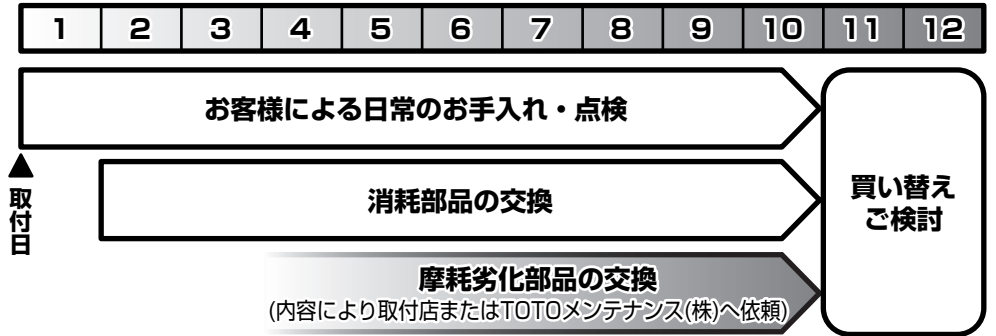 1 2 3 4 5 6 7 8 9 10 11 12
お客様による日常のお手入れ・点検
取付日
消耗部品の交換
買い替え
ご検討
摩耗劣化部品の交換
(内容により取付店またはTOTOメンテナンス(株)へ依頼)